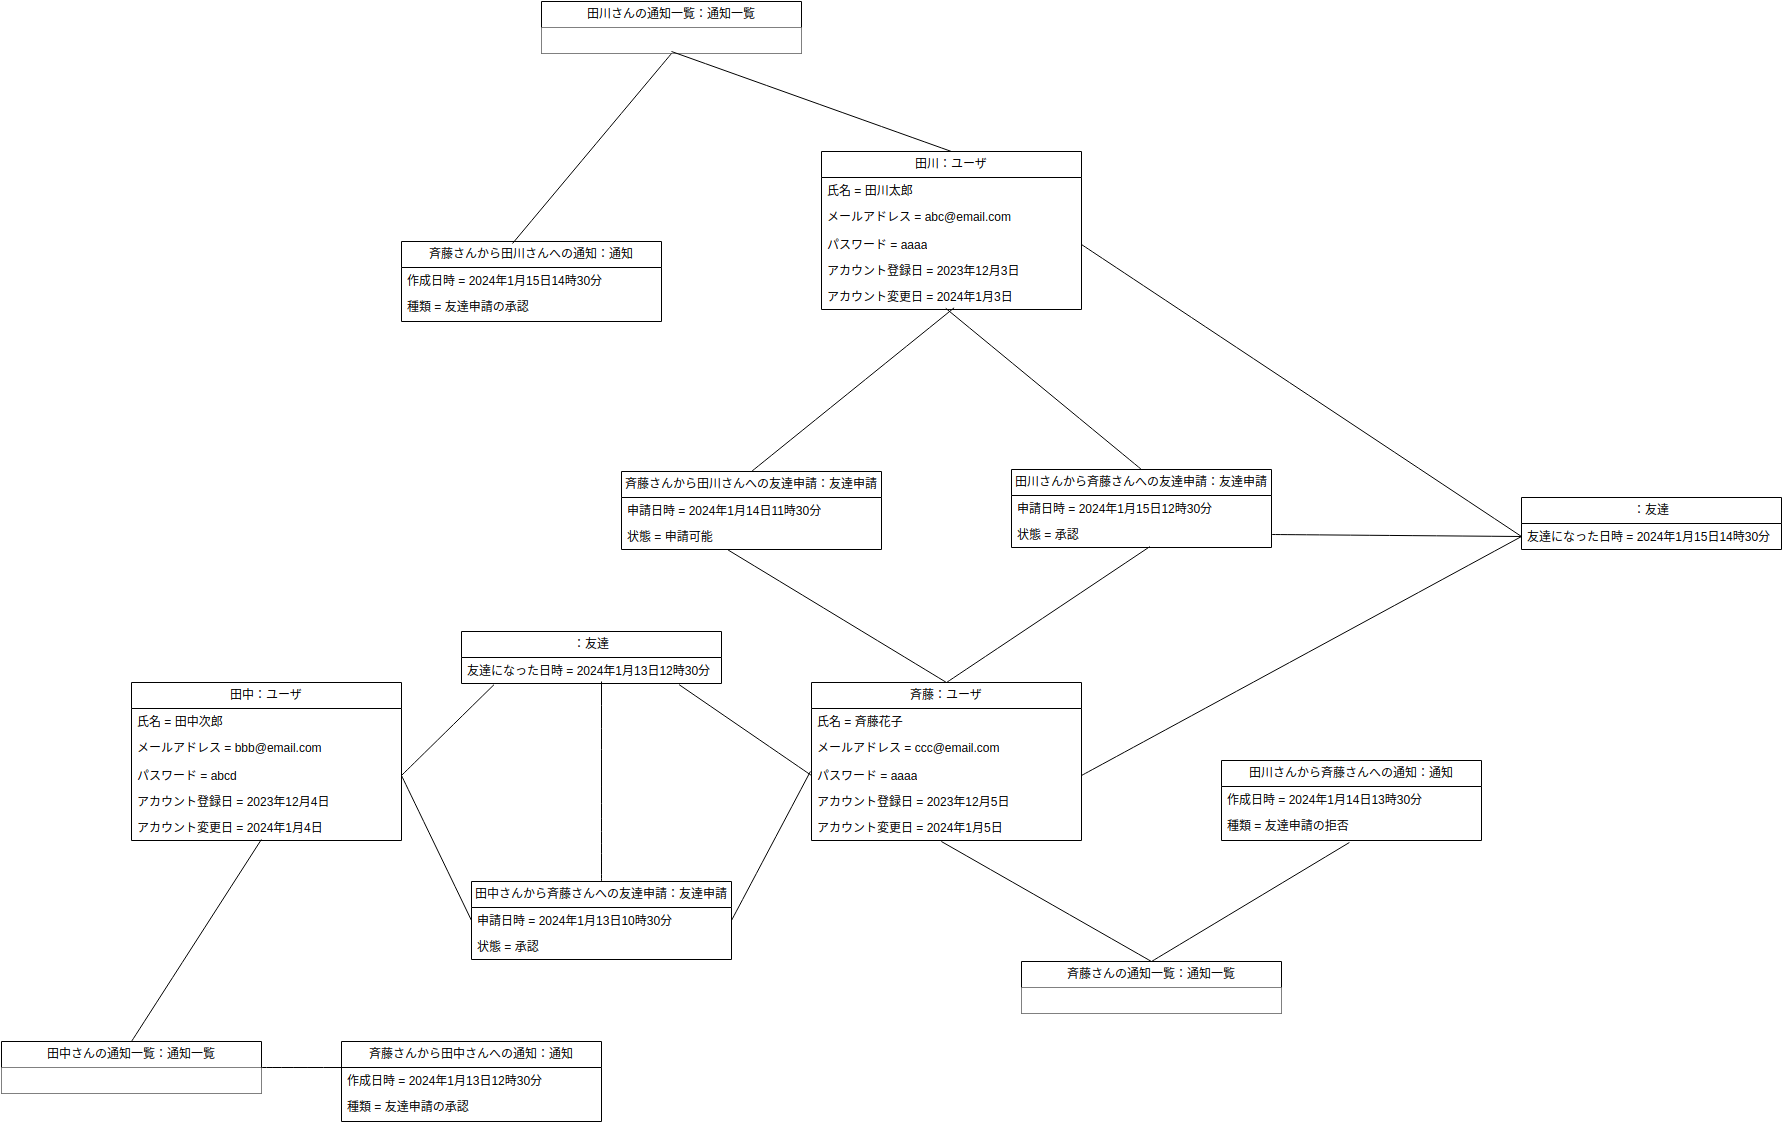 田川さんの通知一覧：通知一覧
田川：ユーザ
氏名 = 田川太郎
メールアドレス = abc@email.com
パスワード = aaaa
アカウント登録日 = 2023年12月3日
アカウント変更日 = 2024年1月3日
斉藤さんから田川さんへの通知：通知
作成日時 = 2024年1月15日14時30分
種類 = 友達申請の承認
斉藤さんから田川さんへの友達申請：友達申請
申請日時 = 2024年1月14日11時30分
状態 = 申請可能
田川さんから斉藤さんへの友達申請：友達申請
申請日時 = 2024年1月15日12時30分
状態 = 承認
：友達
友達になった日時 = 2024年1月15日14時30分
：友達
友達になった日時 = 2024年1月13日12時30分
田中：ユーザ
氏名 = 田中次郎
メールアドレス = bbb@email.com
パスワード = abcd
アカウント登録日 = 2023年12月4日
アカウント変更日 = 2024年1月4日
斉藤：ユーザ
氏名 = 斉藤花子
メールアドレス = ccc@email.com
パスワード = aaaa
アカウント登録日 = 2023年12月5日
アカウント変更日 = 2024年1月5日
田川さんから斉藤さんへの通知：通知
作成日時 = 2024年1月14日13時30分
種類 = 友達申請の拒否
田中さんから斉藤さんへの友達申請：友達申請
申請日時 = 2024年1月13日10時30分
状態 = 承認
斉藤さんの通知一覧：通知一覧
田中さんの通知一覧：通知一覧
斉藤さんから田中さんへの通知：通知
作成日時 = 2024年1月13日12時30分
種類 = 友達申請の承認